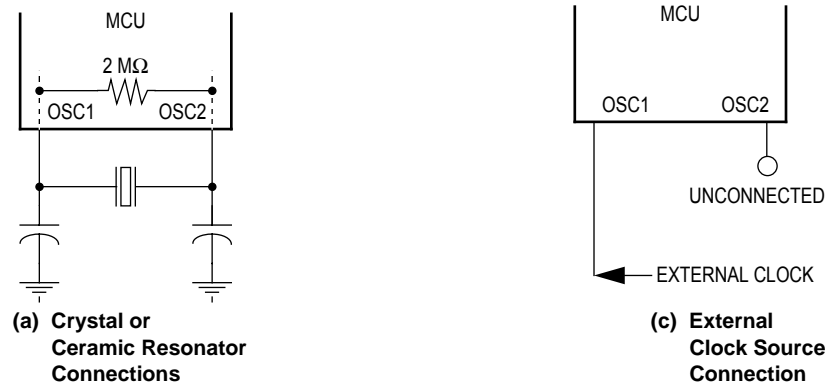 MCU
2 MΩ
OSC1 OSC2
(a) Crystal or
Ceramic Resonator
Connections
MCU
OSC1 OSC2
UNCONNECTED
EXTERNAL CLOCK
(c) External
Clock Source
Connection